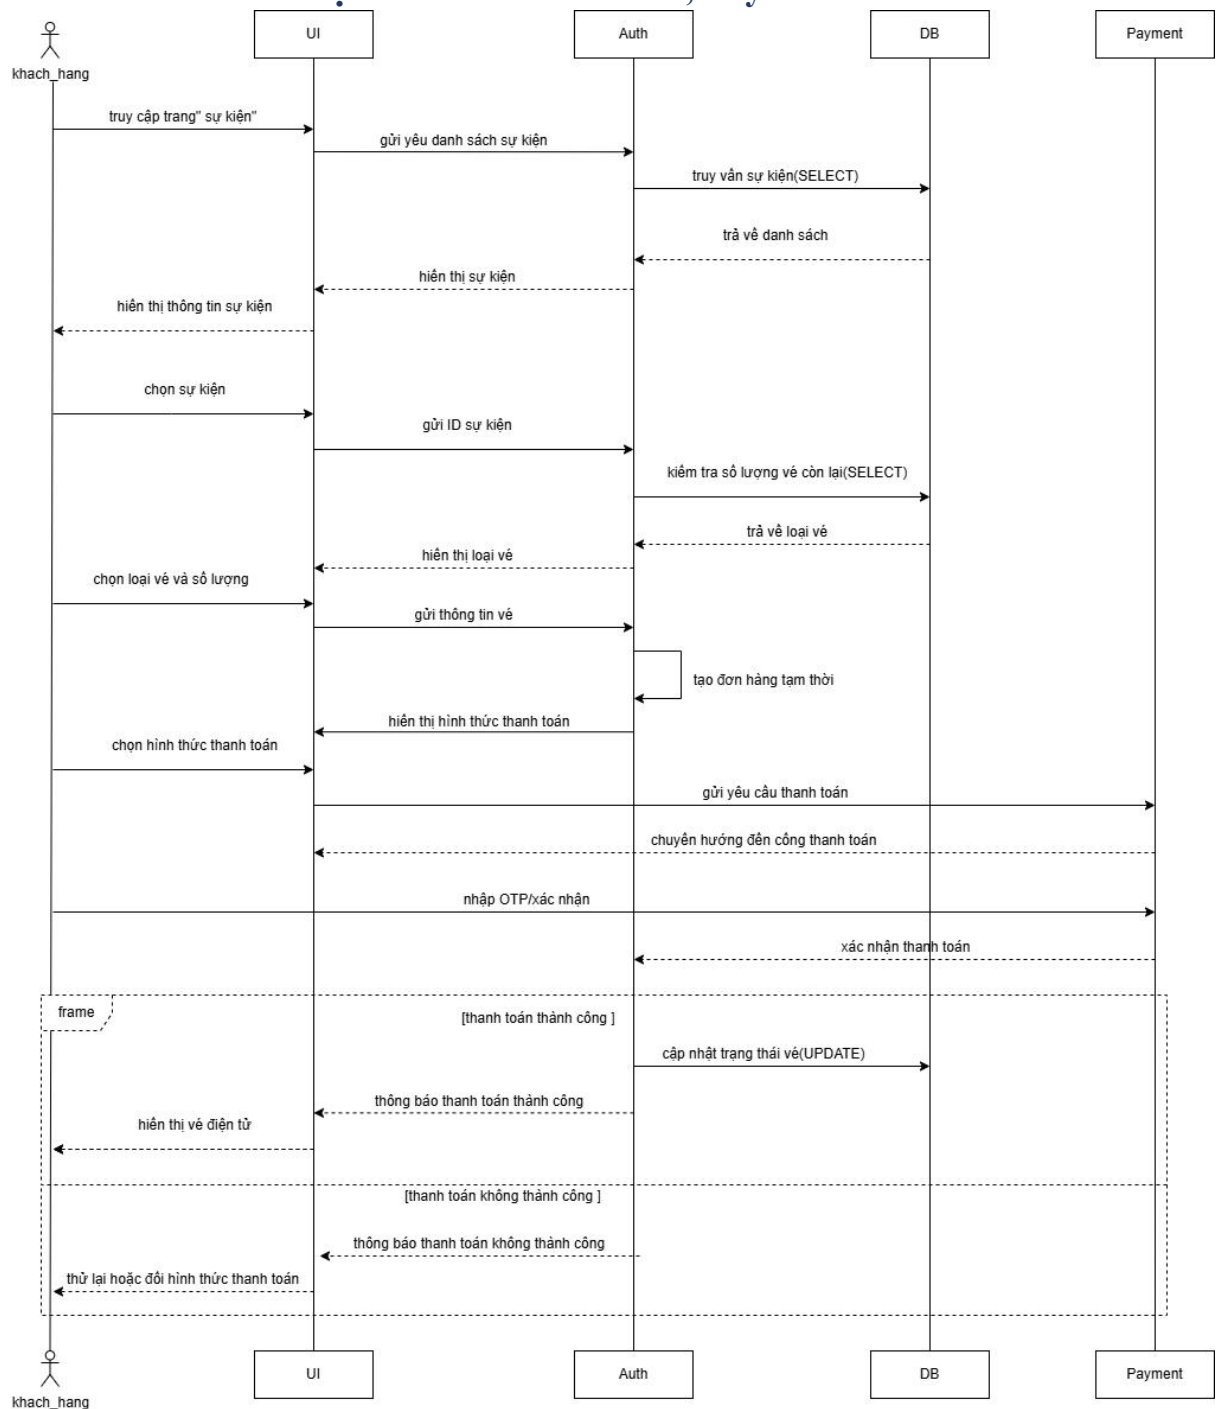 UI
Auth
DB
Payment
khach_hang
truy cập trang" sự kiện"
gửi yêu danh sách sự kiện
truy vấn sự kiện(SELECT)
trả về danh sách
hiển thị sự kiện
hiển thị thông tin sự kiện
chọn sự kiện
gửi ID sự kiện
kiểm tra số lượng vé còn lại(SELECT)
trả về loại vé
hiển thị loại vé
chọn loại vé và số lượng
gửi thông tin vé
tạo đơn hàng tạm thời
hiển thị hình thức thanh toán
chọn hình thức thanh toán
gửi yêu cầu thanh toán
chuyển hướng đến cổng thanh toán
nhập OTP/xác nhận
xác nhận thanh toán
frame
[thanh toán thành công ]
cập nhật trạng thái vé(UPDATE)
thông báo thanh toán thành công
hiển thị vé điện tử
[thanh toán không thành công ]
thông báo thanh toán không thành công
thử lại hoặc đổi hình thức thanh toán
UI
Auth
DB
Payment
khach_hang